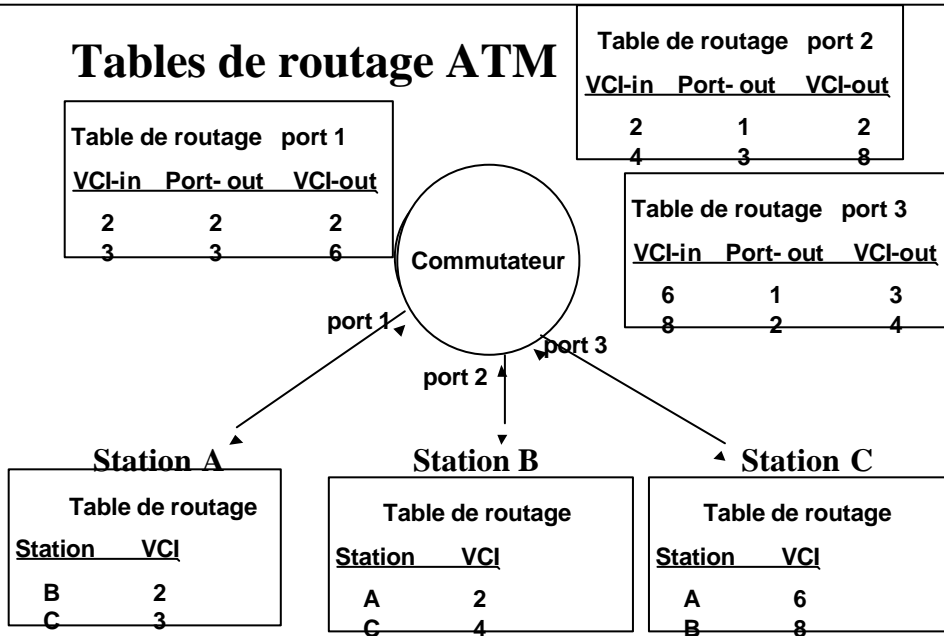 Tables de routage ATM
Table de routage port 1
VCI-in Port- out VCI-out
2 2 2
3 3 6
Table de routage port 2
VCI-in Port- out VCI-out
2 1 2
4 3 8
Table de routage port 3
VCI-in Port- out VCI-out
6 1 3
8 2 4
Commutateur
port 1
port 2
port 3
Station A
Table de routage
Station VCI
B 2
C 3
Station B
Table de routage
Station VCI
A 2
C 4
Station C
Table de routage
Station VCI
A 6
B 8